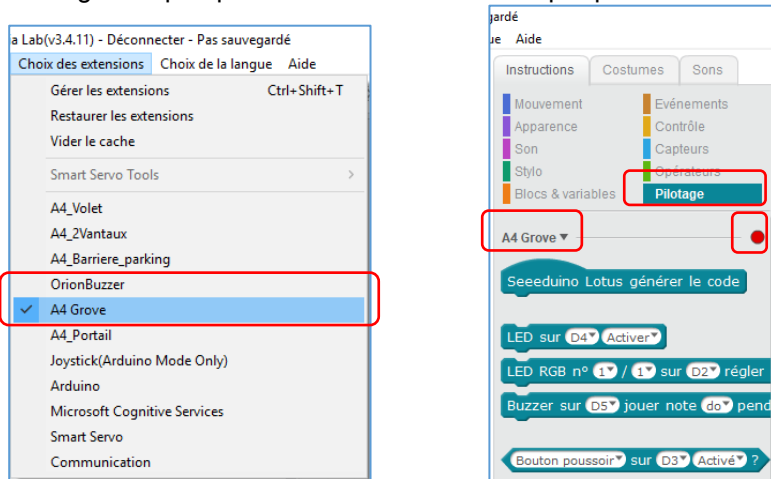 a Lab(v3.4.11) - Déconnecter - Pas sauvegardé
Choix des extensions Choix de la langue Aide
Gérer les extensions Ctrl+Shift+T
Restaurer les extensions
Vider le cache
Smart Servo Tools >
A4_Volet
A4_2Vantaux
A4_Barriere_parking
OrionBuzzer
✓ A4 Grove
A4_Portail
Joystick(Arduino Mode Only)
Arduino
Microsoft Cognitive Services
Smart Servo
Communication
gardé
ue Aide
Instructions Costumes Sons
Mouvement Evénements
Apparence Contrôle
Son Capteurs
Stylo Opérateurs
Blocs & variables Pilotage
A4 Grove ▼
Seeeduino Lotus générer le code
LED sur D4 Activer
LED RGB n° 1 / 1 sur D2 régler
Buzzer sur D5 jouer note do pend
Bouton poussoir sur D3 Activé ?